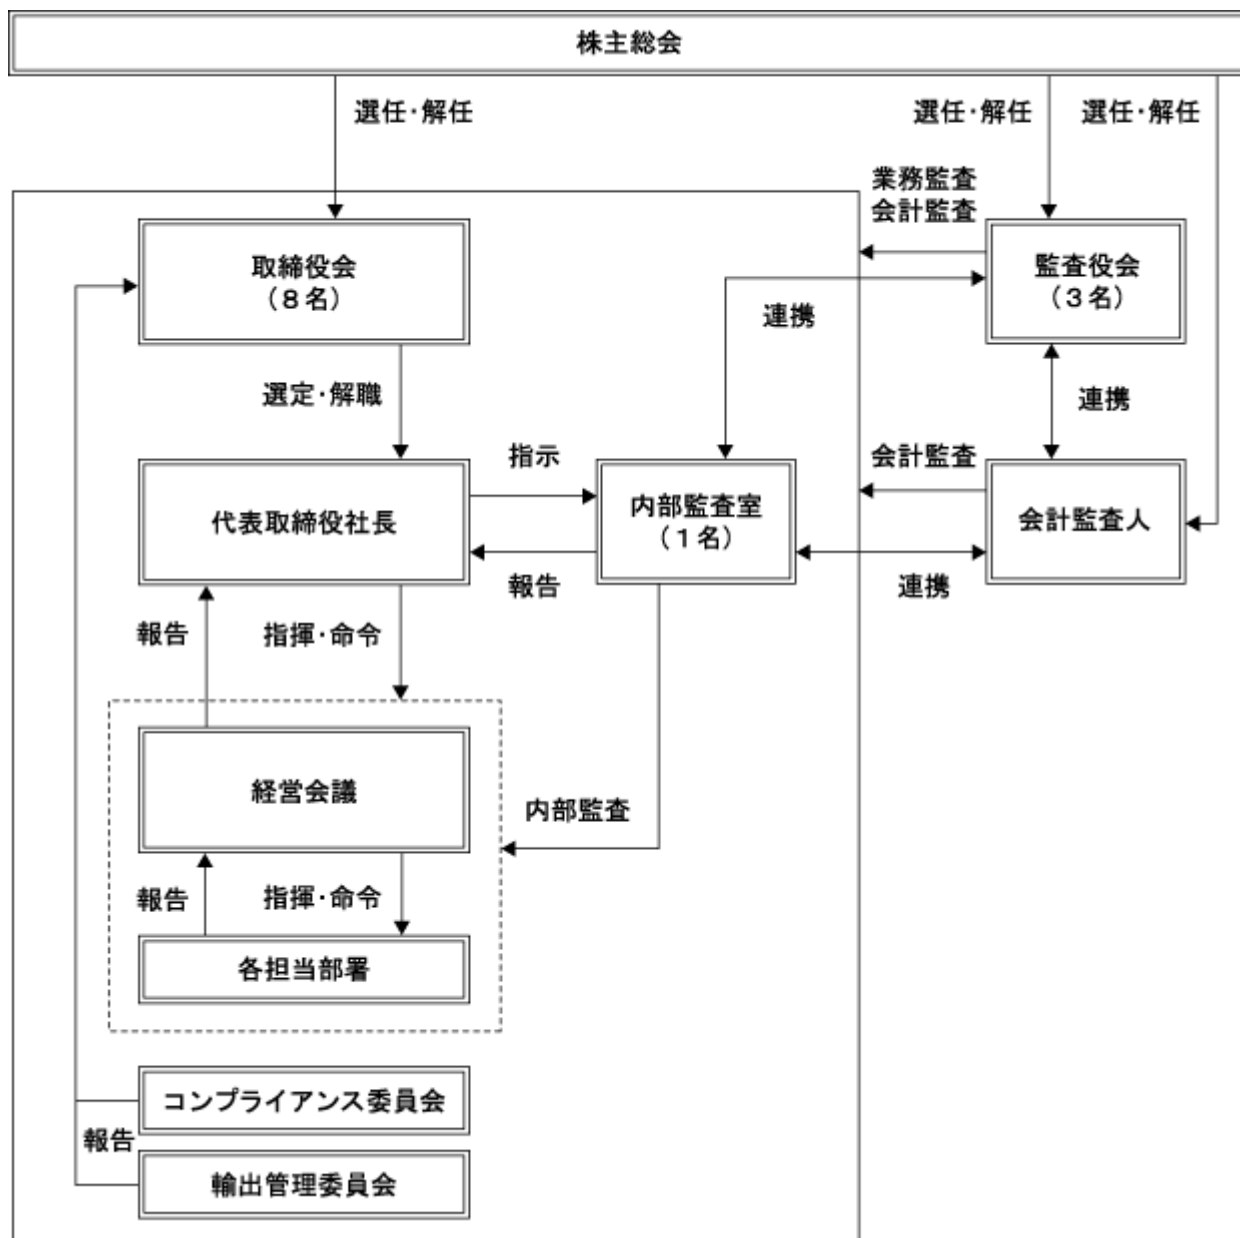 株主総会
選任･解任
選任･解任
選任･解任
業務監査
会計監査
取締役会
（８名）
監査役会
（３名）
連携
選定･解職
連携
指示
会計監査
代表取締役社長
内部監査室
（１名）
会計監査人
報告
連携
報告
指揮･命令
経営会議
内部監査
報告
指揮･命令
各担当部署
コンプライアンス委員会
報告
輸出管理委員会